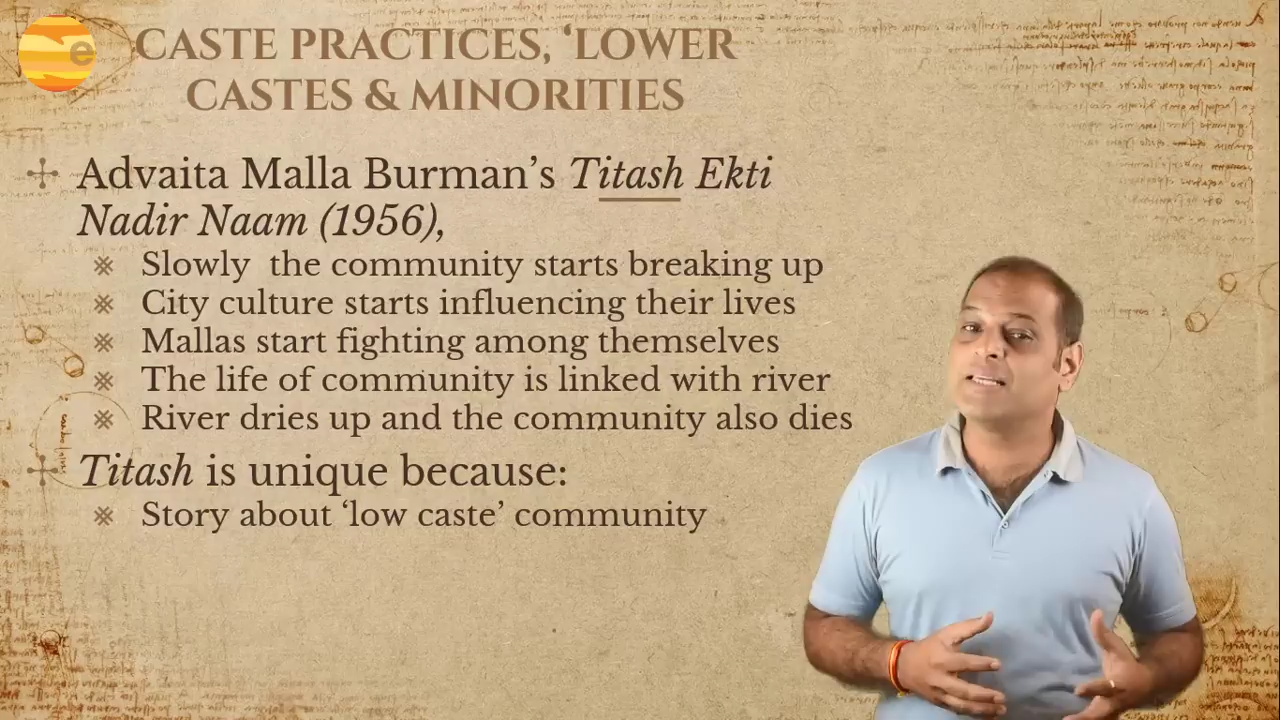 e
CASTE PRACTICES, ‘LOWER
CASTES & MINORITIES
Advaita Malla Burman’s Titash Ekti
Nadir Naam (1956),
Slowly the community starts breaking up
City culture starts influencing their lives
Mallas start fighting among themselves
The life of community is linked with river
River dries up and the community also dies
Titash is unique because:
Story about ‘low caste’ community